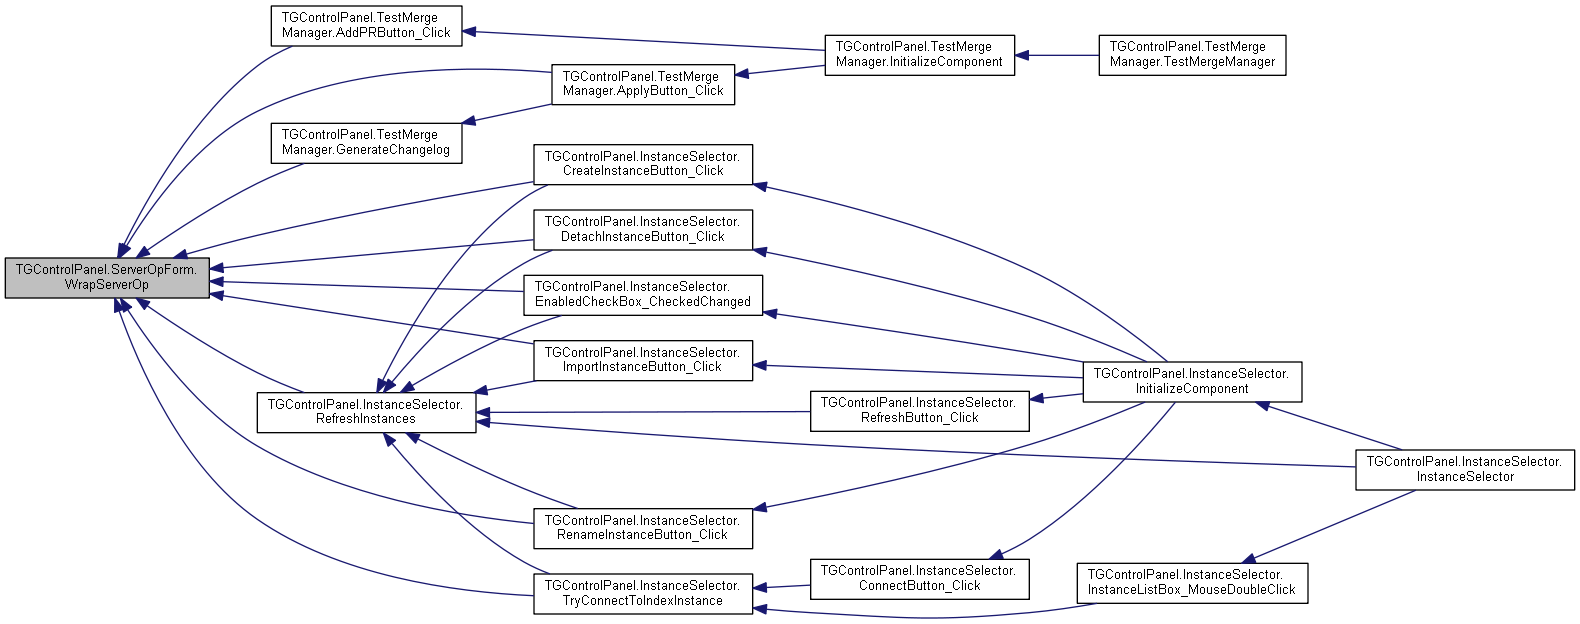 TGControlPanel.TestMerge
Manager.AddPRButton_Click
TGControlPanel.TestMerge
Manager.InitializeComponent
TGControlPanel.TestMerge
Manager.TestMergeManager
TGControlPanel.TestMerge
Manager.ApplyButton_Click
TGControlPanel.TestMerge
Manager.GenerateChangelog
TGControlPanel.InstanceSelector.
CreateInstanceButton_Click
TGControlPanel.InstanceSelector.
DetachInstanceButton_Click
TGControlPanel.ServerOpForm.
WrapServerOp
TGControlPanel.InstanceSelector.
EnabledCheckBox_CheckedChanged
TGControlPanel.InstanceSelector.
ImportInstanceButton_Click
TGControlPanel.InstanceSelector.
InitializeComponent
TGControlPanel.InstanceSelector.
RefreshInstances
TGControlPanel.InstanceSelector.
RefreshButton_Click
TGControlPanel.InstanceSelector.
InstanceSelector
TGControlPanel.InstanceSelector.
RenameInstanceButton_Click
TGControlPanel.InstanceSelector.
ConnectButton_Click
TGControlPanel.InstanceSelector.
InstanceListBox_MouseDoubleClick
TGControlPanel.InstanceSelector.
TryConnectToIndexInstance